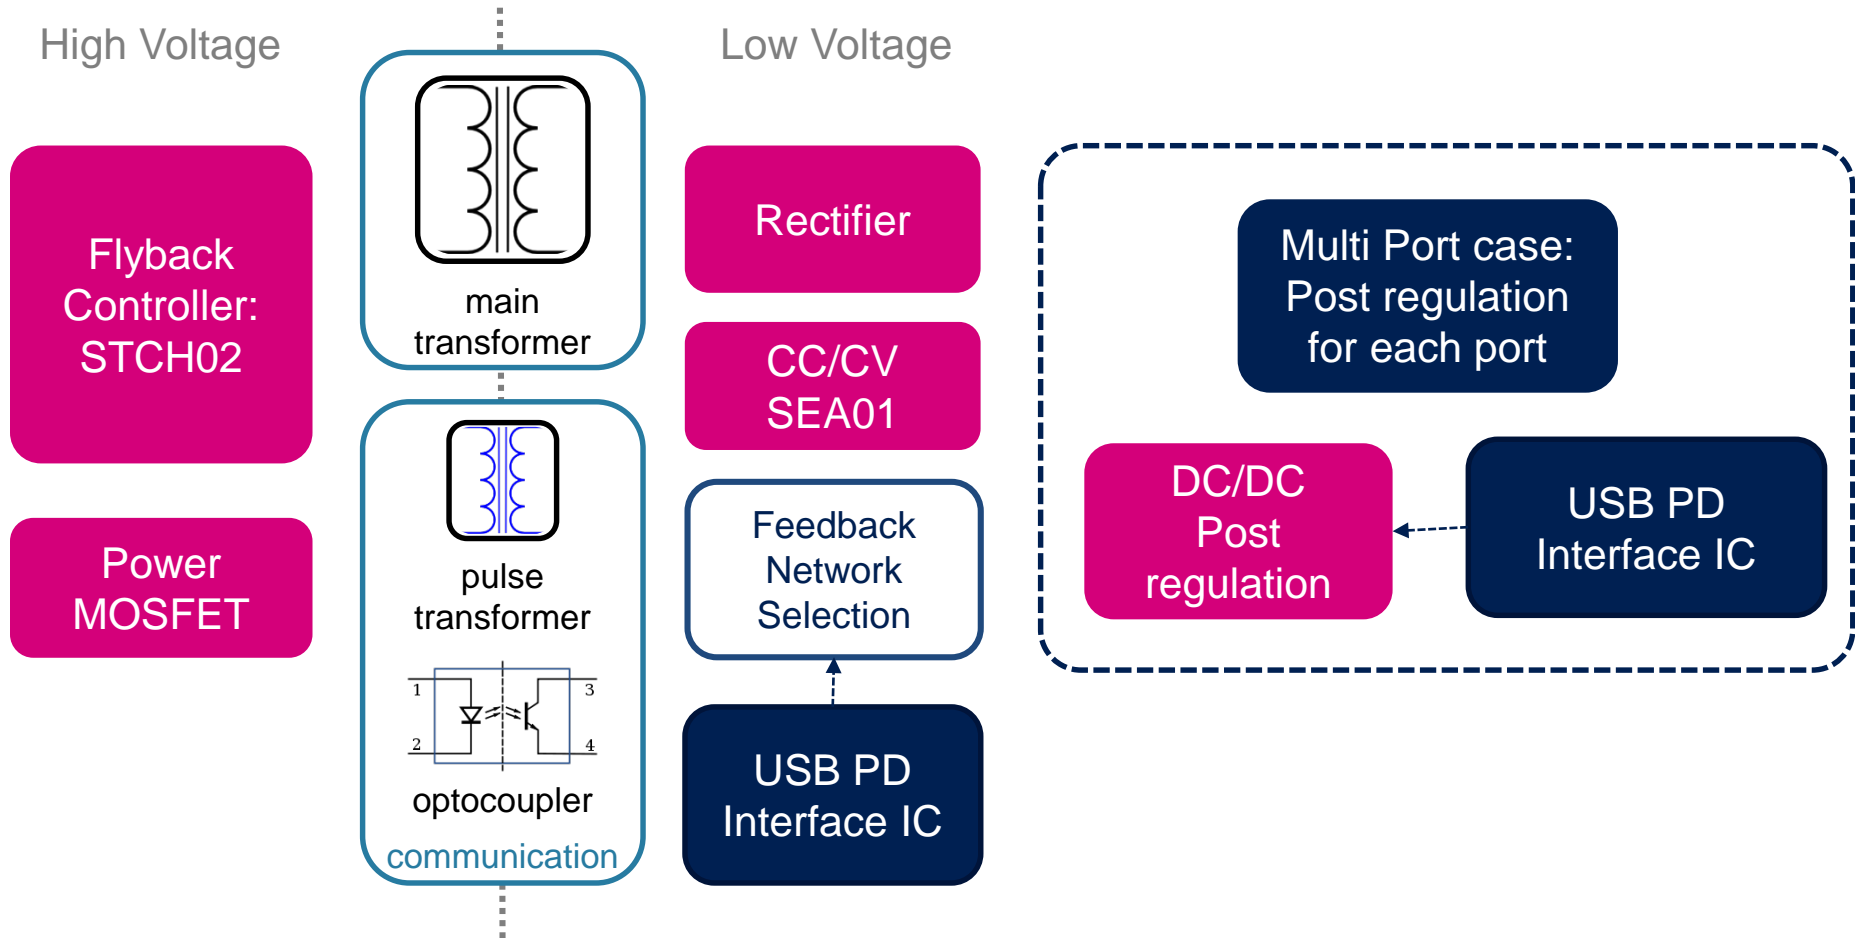 High Voltage
Low Voltage
Flyback
Controller:
STCH02
Power
MOSFET
main
transformer
pulse
transformer
1
2
3
4
optocoupler
communication
Rectifier
CC/CV
SEA01
Feedback
Network
Selection
USB PD
Interface IC
Multi Port case:
Post regulation
for each port
DC/DC
Post
regulation
USB PD
Interface IC